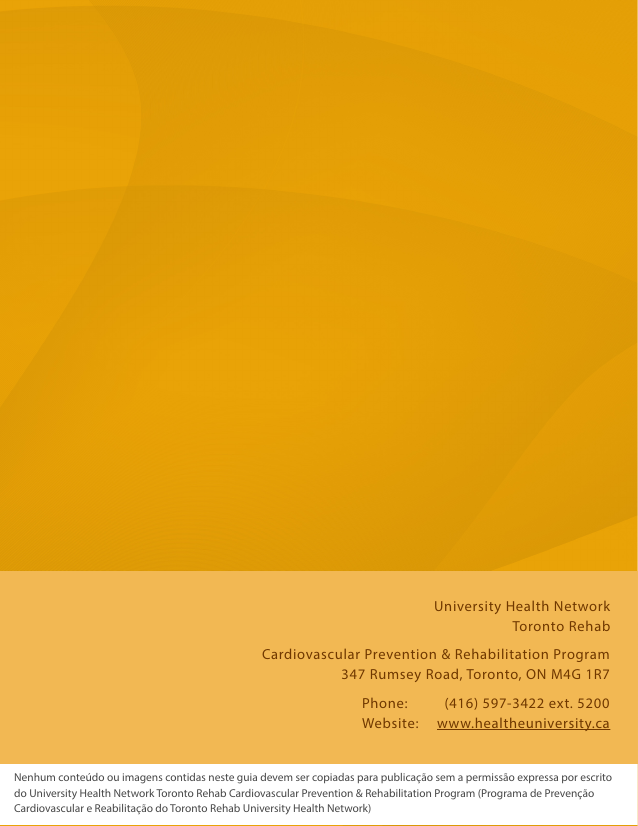 University Health Network
Toronto Rehab
Cardiovascular Prevention & Rehabilitation Program
347 Rumsey Road, Toronto, ON M4G 1R7
Phone: (416) 597-3422 ext. 5200
Website: www.healtheuniversity.ca
Nenhum conteúdo ou imagens contidas neste guia devem ser copiadas para publicação sem a permissão expressa por escrito
do University Health Network Toronto Rehab Cardiovascular Prevention & Rehabilitation Program (Programa de Prevenção
Cardiovascular e Reabilitação do Toronto Rehab University Health Network)